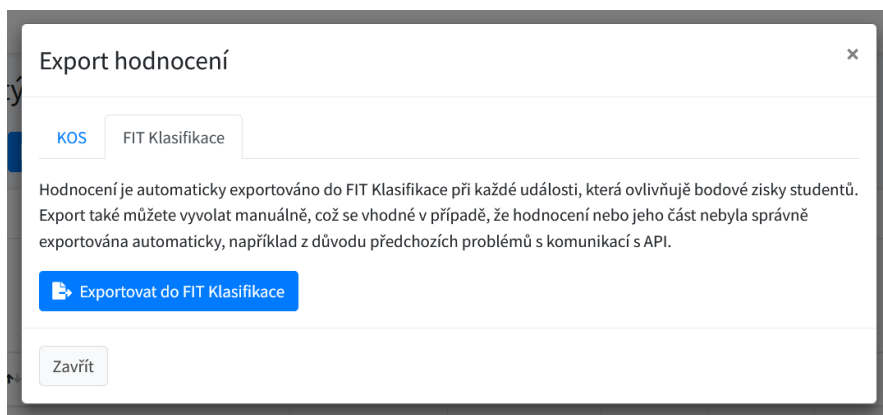 Export hodnocení
×
KOS
FIT Klasifikace
Hodnocení je automaticky exportováno do FIT Klasifikace při každé události, která ovlivňujě bodové zisky studentů.
Export také můžete vyvolat manuálně, což se vhodné v případě, že hodnocení nebo jeho část nebyla správně
exportována automaticky, například z důvodu předchozích problémů s komunikací s API.
Exportovat do FIT Klasifikace
Zavřít